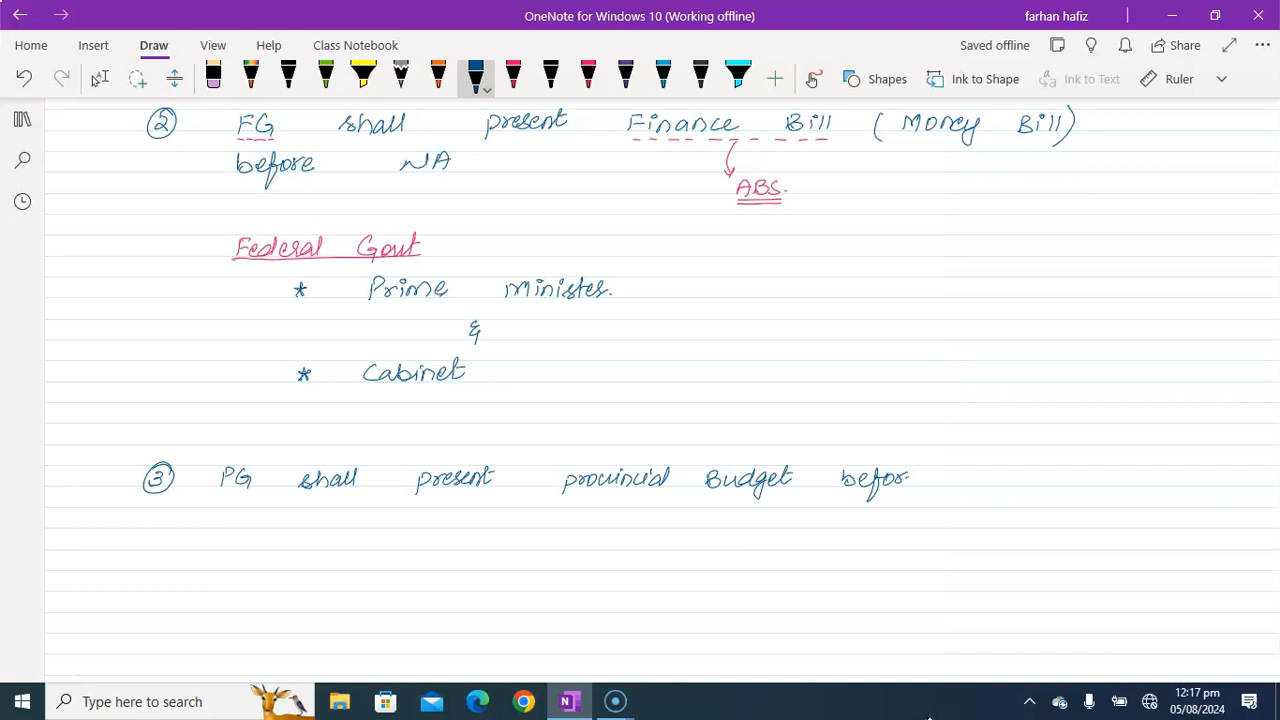 OneNote for Windows 10 (Working offline)
farhan hafiz
Home Insert Draw View Help Class Notebook
Saved offline
Share
Shapes
Ink to Shape
Ink to Text
Ruler
② FG shall present Finance Bill (Money Bill)
before NA
ABS.
Federal Govt
* Prime Minister.
&
* Cabinet
③ PG shall present provincial Budget befor.
Type here to search
12:17 pm
05/08/2024